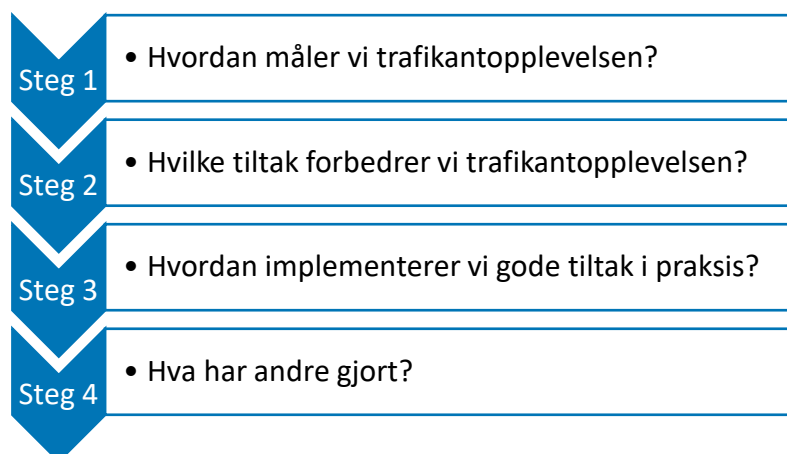 Steg 1
• Hvordan måler vi trafikantopplevelsen?
Steg 2
• Hvilke tiltak forbedrer vi trafikantopplevelsen?
Steg 3
• Hvordan implementerer vi gode tiltak i praksis?
Steg 4
• Hva har andre gjort?